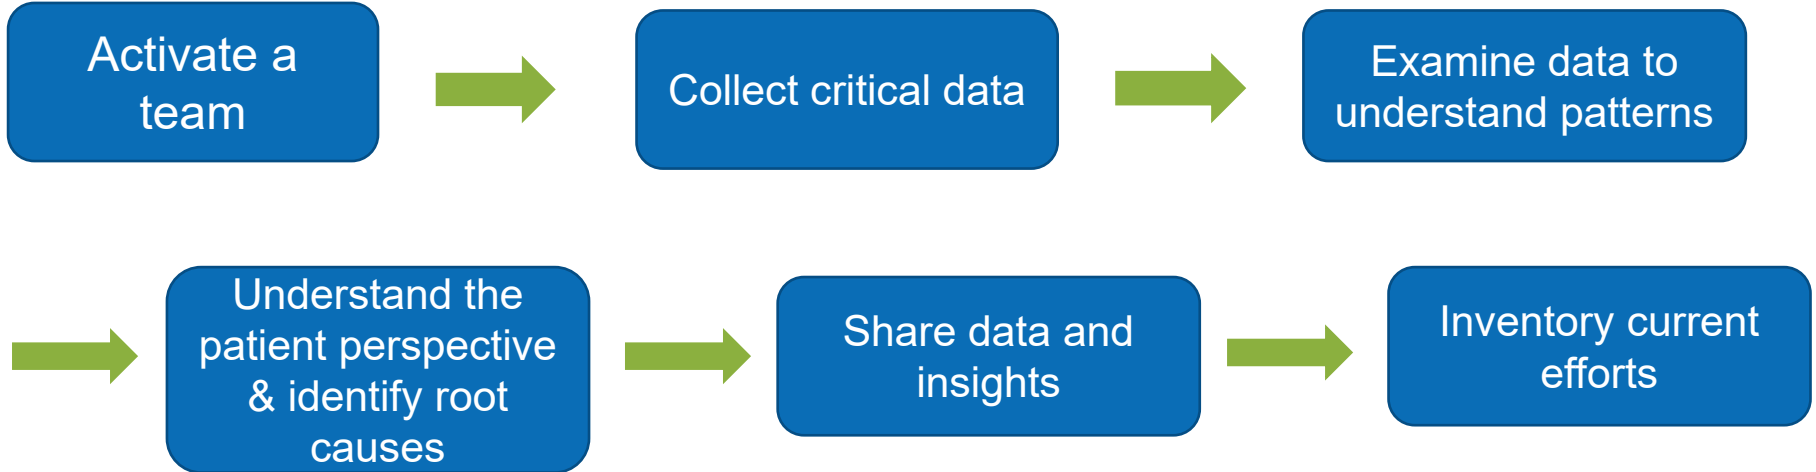 Activate a
team
Collect critical data
Examine data to
understand patterns
Understand the
patient perspective
& identify root
causes
Share data and
insights
Inventory current
efforts